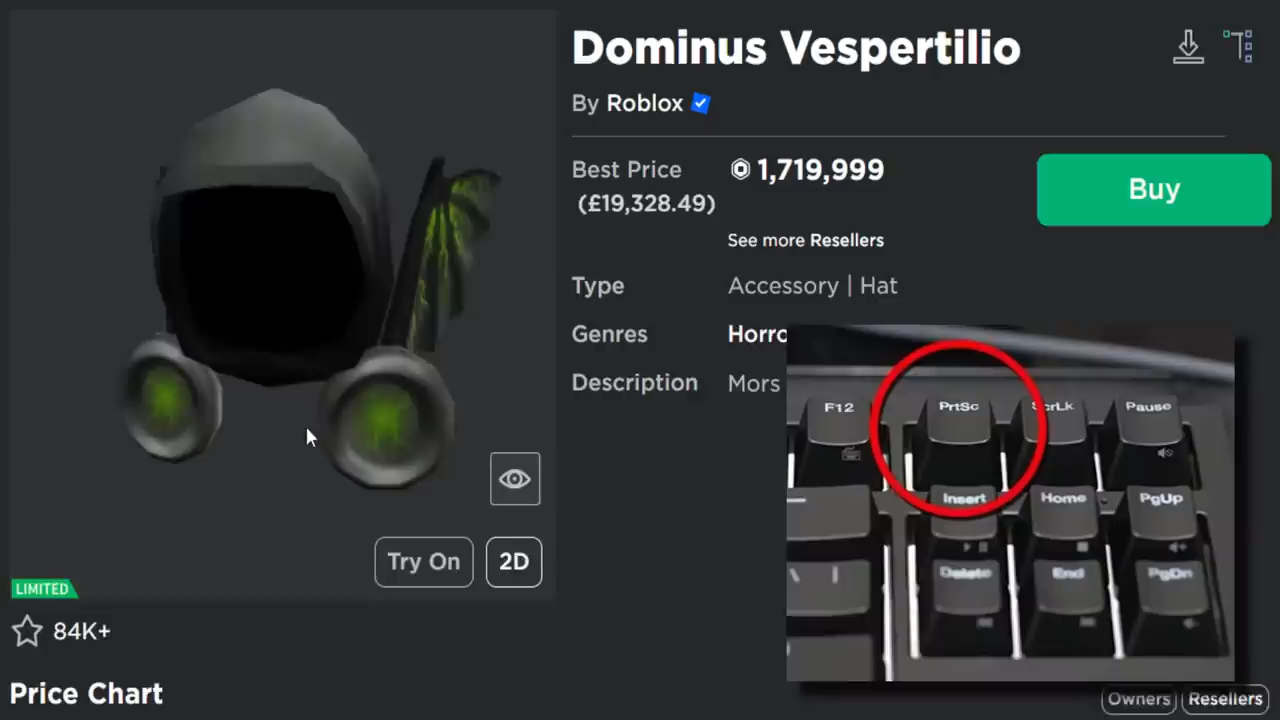 Dominus Vespertilio
By Roblox
Best Price
1,719,999
(£19,328.49)
Buy
See more Resellers
Type
Accessory | Hat
Genres
Horro
Description
Mors
Try On
2D
LIMITED
84K+
Price Chart
Owners
Resellers
F12
PrtSc
ScrLk
Pause
Insert
Home
PgUp
Delete
End
PgDn